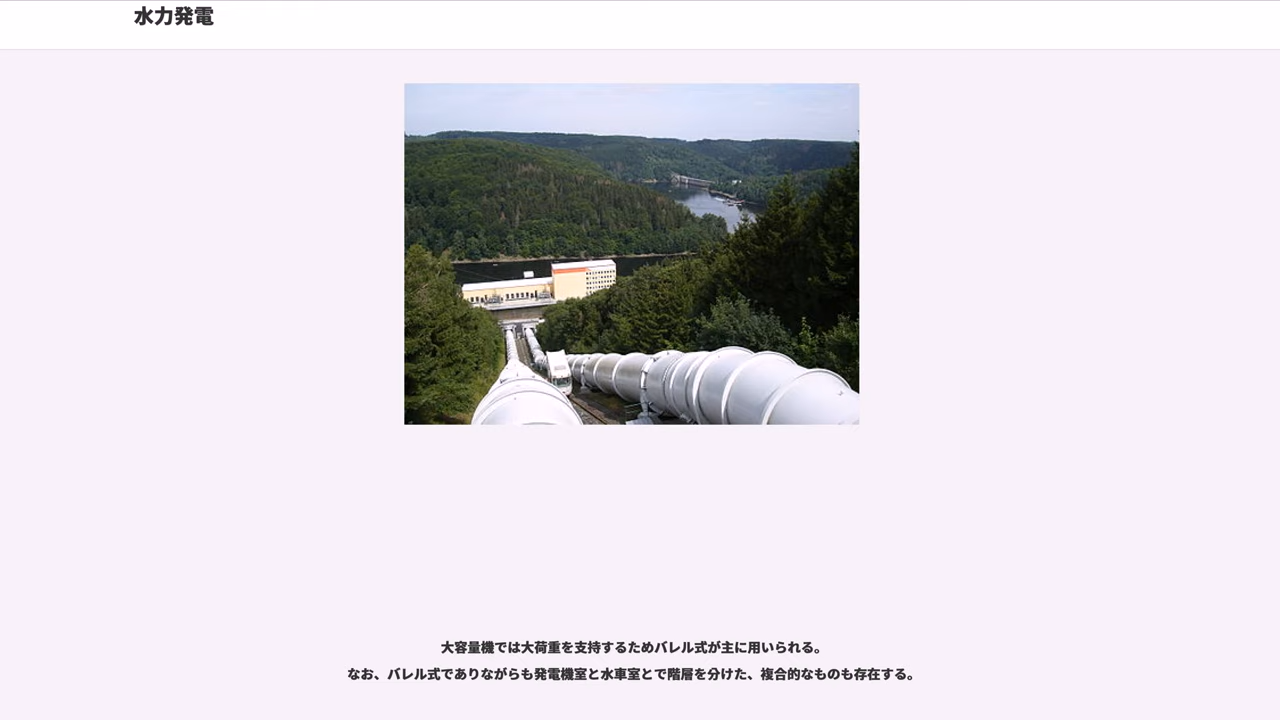 水力発電
大容量機では大荷重を支持するためバレル式が主に用いられる。
なお、バレル式でありながらも発電機室と水車室とで階層を分けた、複合的なものも存在する。